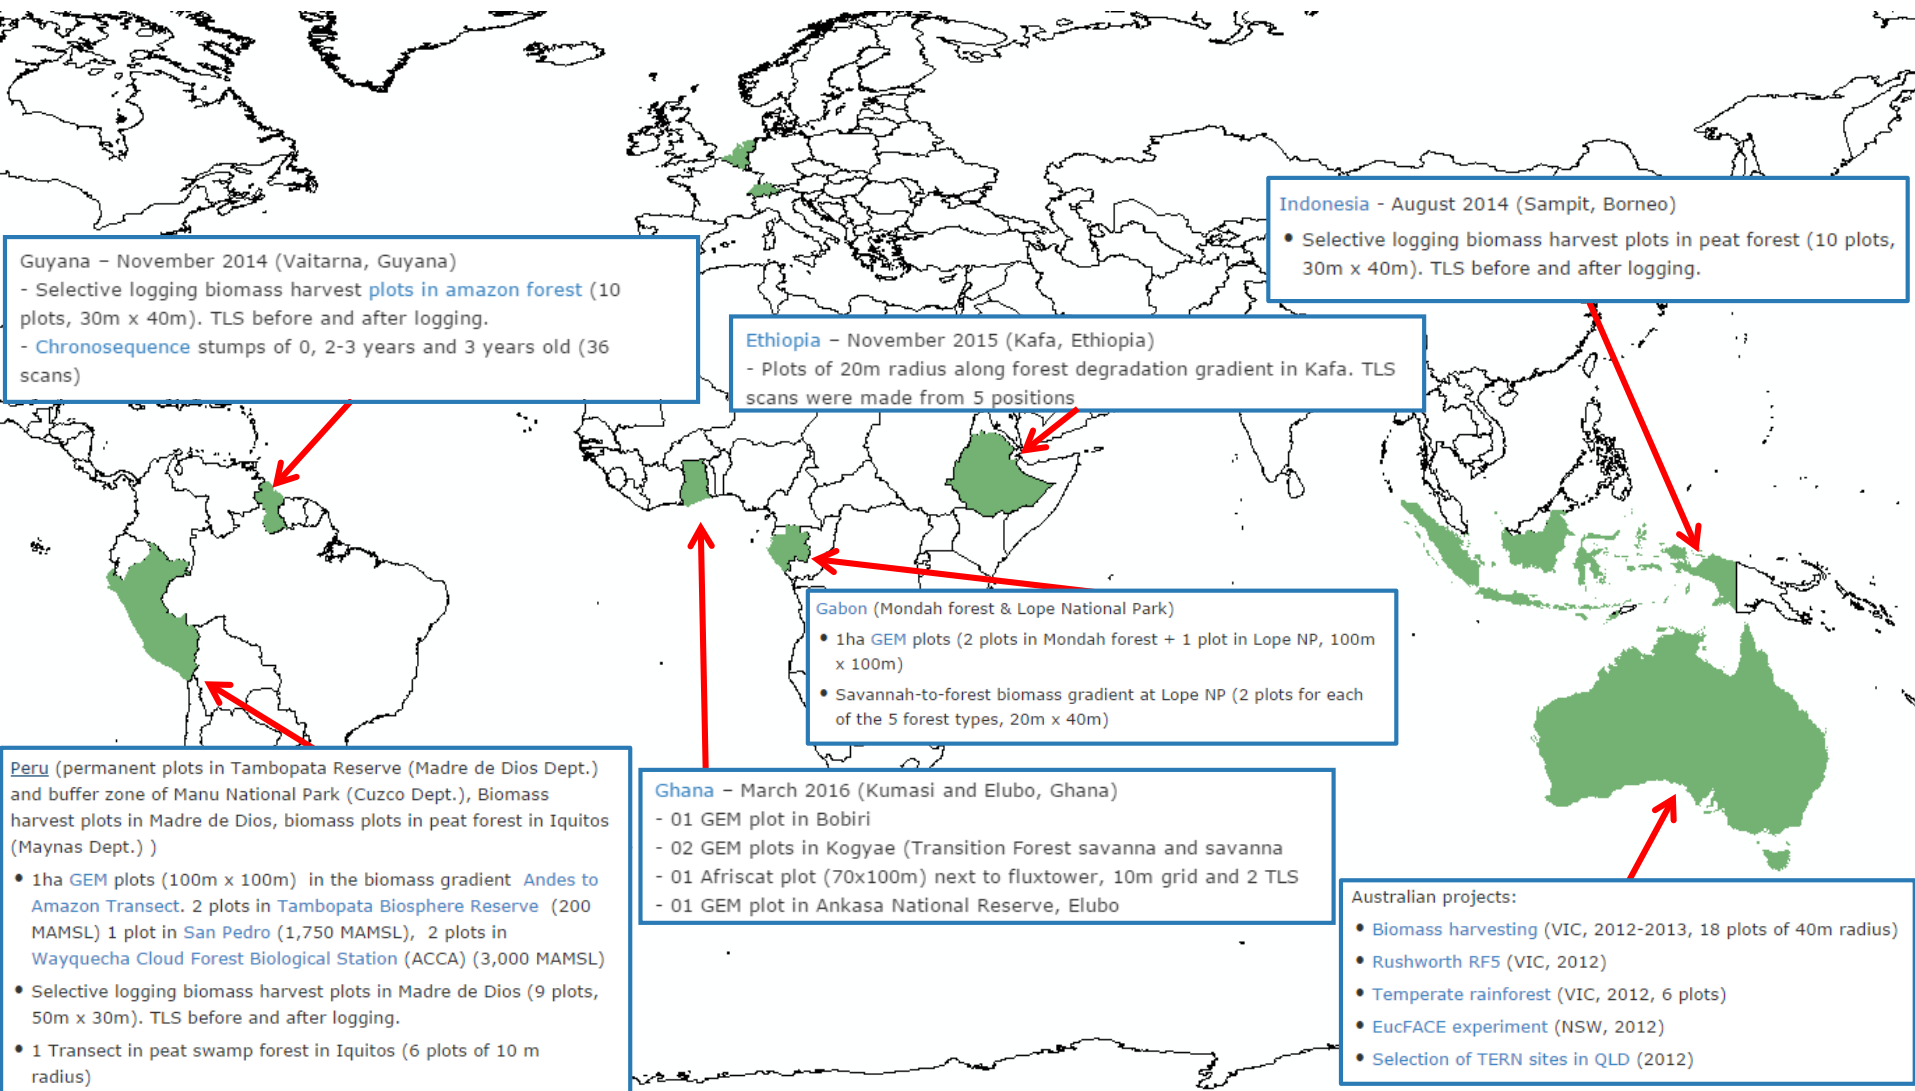 Indonesia - August 2014 (Sampit, Borneo)
• Selective logging biomass harvest plots in peat forest (10 plots,
30m x 40m). TLS before and after logging.
Guyana – November 2014 (Vaitarna, Guyana)
- Selective logging biomass harvest plots in amazon forest (10
plots, 30m x 40m). TLS before and after logging.
- Chronosequence stumps of 0, 2-3 years and 3 years old (36
scans)
Ethiopia – November 2015 (Kafa, Ethiopia)
- Plots of 20m radius along forest degradation gradient in Kafa. TLS
scans were made from 5 positions
Gabon (Mondah forest & Lope National Park)
• 1ha GEM plots (2 plots in Mondah forest + 1 plot in Lope NP, 100m
x 100m)
• Savannah-to-forest biomass gradient at Lope NP (2 plots for each
of the 5 forest types, 20m x 40m)
Peru (permanent plots in Tambopata Reserve (Madre de Dios Dept.)
and buffer zone of Manu National Park (Cuzco Dept.), Biomass
harvest plots in Madre de Dios, biomass plots in peat forest in Iquitos
(Maynas Dept.) )
• 1ha GEM plots (100m x 100m) in the biomass gradient Andes to
Amazon Transect. 2 plots in Tambopata Biosphere Reserve (200
MAMSL) 1 plot in San Pedro (1,750 MAMSL), 2 plots in
Wayquecha Cloud Forest Biological Station (ACCA) (3,000 MAMSL)
• Selective logging biomass harvest plots in Madre de Dios (9 plots,
50m x 30m). TLS before and after logging.
• 1 Transect in peat swamp forest in Iquitos (6 plots of 10 m
radius)
Ghana – March 2016 (Kumasi and Elubo, Ghana)
- 01 GEM plot in Bobiri
- 02 GEM plots in Kogyae (Transition Forest savanna and savanna
- 01 Afriscat plot (70x100m) next to fluxtower, 10m grid and 2 TLS
- 01 GEM plot in Ankasa National Reserve, Elubo
Australian projects:
• Biomass harvesting (VIC, 2012-2013, 18 plots of 40m radius)
• Rushworth RF5 (VIC, 2012)
• Temperate rainforest (VIC, 2012, 6 plots)
• EucFACE experiment (NSW, 2012)
• Selection of TERN sites in QLD (2012)